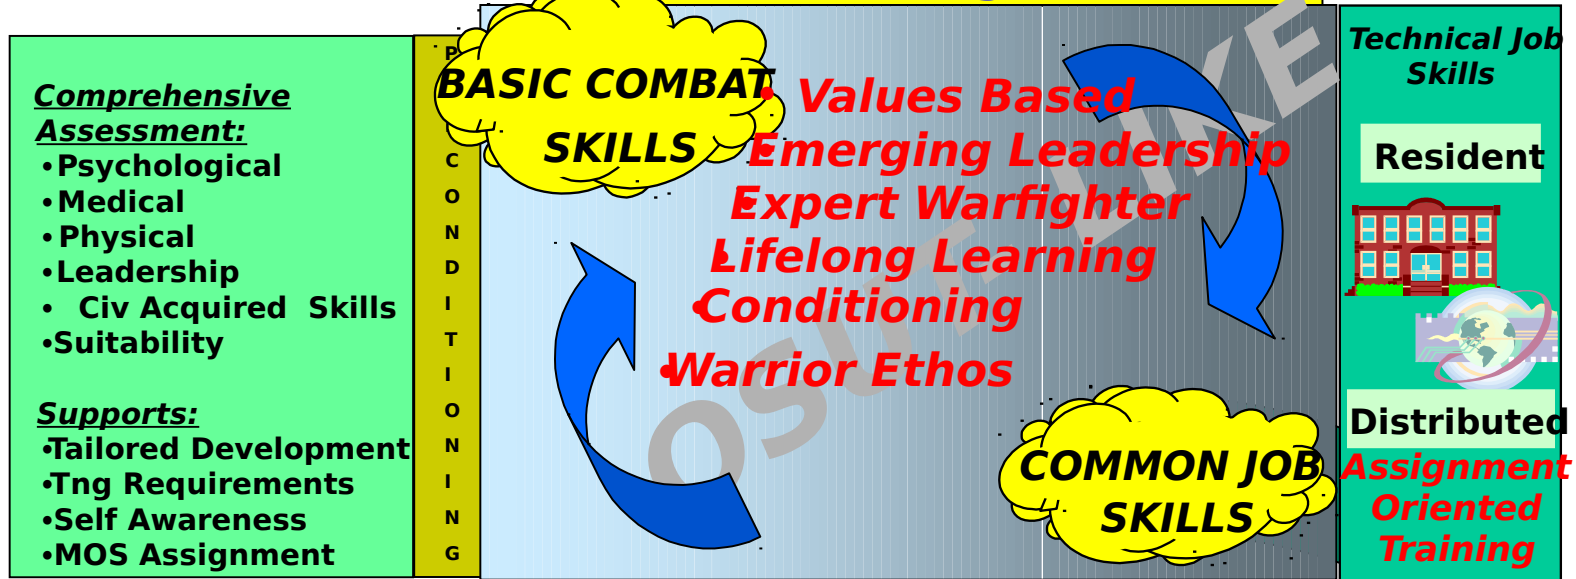 Comprehensive
Assessment:
•Psychological
•Medical
•Physical
•Leadership
• Civ Acquired Skills
•Suitability
Supports:
•Tailored Development
•Tng Requirements
•Self Awareness
•MOS Assignment
P
C
O
N
D
I
T
I
O
N
I
N
G
BASIC COMBAT
SKILLS
• Values Based
•Emerging Leadership
•Expert Warfighter
•Lifelong Learning
•Conditioning
•Warrior Ethos
OSUT LIKE
COMMON JOB
SKILLS
Technical Job
Skills
Resident
Distributed
Assignment
Oriented
Training